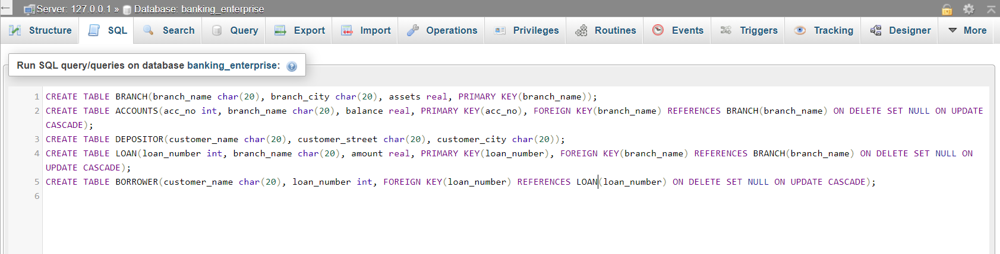 ← Server: 127.0.0.1 » Database: banking_enterprise
Structure SQL Search Query Export Import Operations Privileges Routines Events Triggers Tracking Designer More
Run SQL query/queries on database banking_enterprise:
1 CREATE TABLE BRANCH(branch_name char(20), branch_city char(20), assets real, PRIMARY KEY(branch_name));
2 CREATE TABLE ACCOUNTS(acc_no int, branch_name char(20), balance real, PRIMARY KEY(acc_no), FOREIGN KEY(branch_name) REFERENCES BRANCH(branch_name) ON DELETE SET NULL ON UPDATE
CASCADE);
3 CREATE TABLE DEPOSITOR(customer_name char(20), customer_street char(20), customer_city char(20));
4 CREATE TABLE LOAN(loan_number int, branch_name char(20), amount real, PRIMARY KEY(loan_number), FOREIGN KEY(branch_name) REFERENCES BRANCH(branch_name) ON DELETE SET NULL ON
UPDATE CASCADE);
5 CREATE TABLE BORROWER(customer_name char(20), loan_number int, FOREIGN KEY(loan_number) REFERENCES LOAN(loan_number) ON DELETE SET NULL ON UPDATE CASCADE);
6